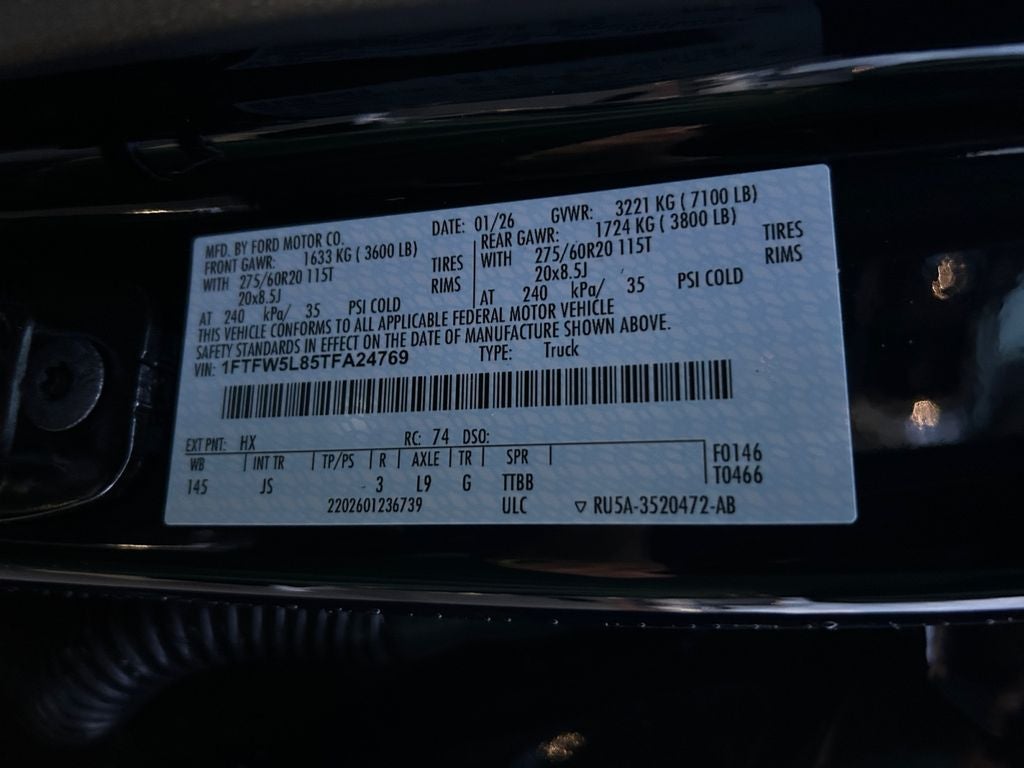 MFD. BY FORD MOTOR CO. DATE: 01/26 GVWR: 3221 KG ( 7100 LB)
FRONT GAWR: 1633 KG ( 3600 LB) REAR GAWR: 1724 KG ( 3800 LB)
WITH 275/60R20 115T TIRES WITH 275/60R20 115T TIRES
20x8.5J RIMS 20x8.5J RIMS
AT 240 kPa/ 35 PSI COLD AT 240 kPa/ 35 PSI COLD
THIS VEHICLE CONFORMS TO ALL APPLICABLE FEDERAL MOTOR VEHICLE
SAFETY STANDARDS IN EFFECT ON THE DATE OF MANUFACTURE SHOWN ABOVE.
VIN: 1FTFW5L85TFA24769 TYPE: Truck
EXT PNT: HX RC: 74 DSO:
WB INT TR TP/PS R AXLE TR SPR F0146
145 JS - 3 L9 G TTBB T0466
2202601236739 ULC ▽ RU5A-3520472-AB